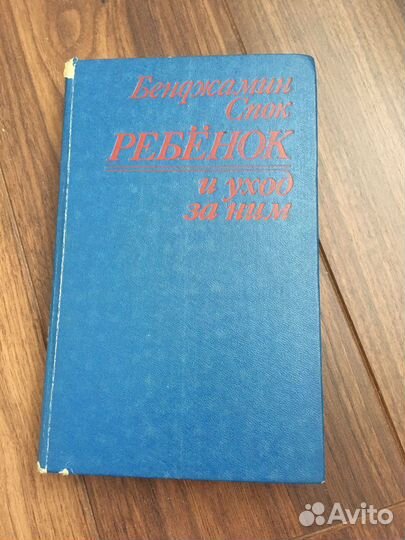 Бенджамин
Спок
РЕБЁНОК
и уход
за ним
Avito